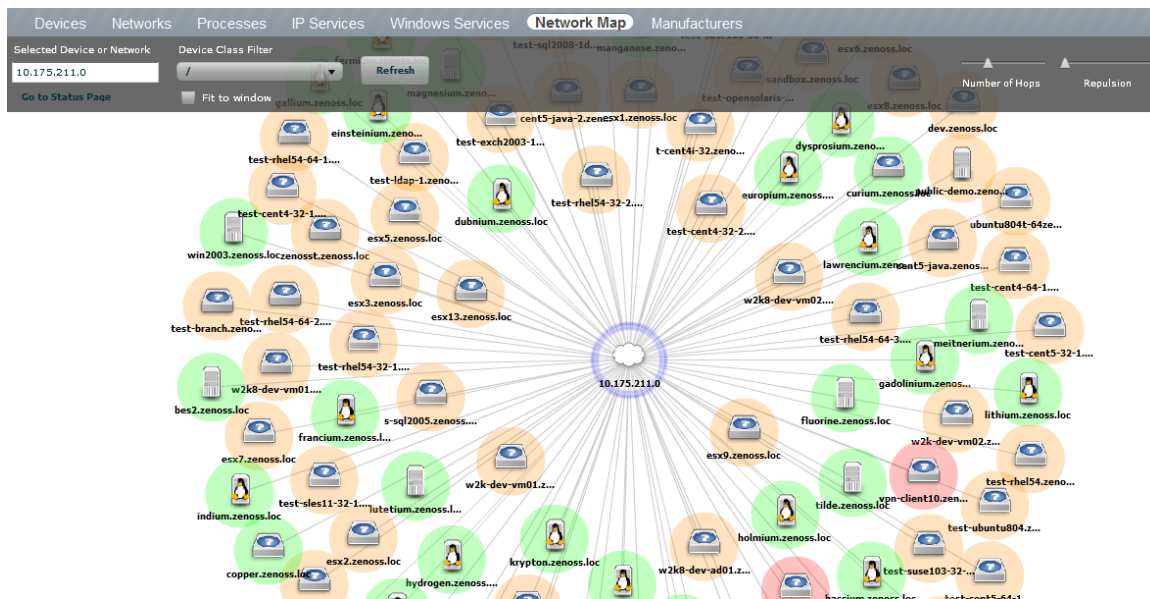 Devices Networks Processes IP Services Windows Services Network Map Manufacturers
Selected Device or Network Device Class Filter
10.175.211.0 / Refresh
Number of Hops Repulsion
Go to Status Page Fit to window
test-sql2008-1d... manganese.zeno...
esx6.zenoss.loc
sandbox.zenoss.loc
magnesium.zeno...
test-opensolaris-...
gallium.zenoss.loc
esx8.zenoss.loc
cent5-java-2.zenos esx1.zenoss.loc
einsteinium.zeno...
dev.zenoss.loc
test-exch2003-1...
dysprosium.zeno...
t-cent4i-32.zeno...
test-rhel54-64-1....
test-ldap-1.zeno...
europium.zenoss....
curium.zenoss.loc
public-demo.zeno...
test-rhel54-32-2....
test-cent4-32-1....
dubnium.zenoss.loc
ubuntu804t-64ze...
test-cent4-32-2....
esx5.zenoss.loc
win2003.zenoss.loc
zenosst.zenoss.loc
lawrencium.zeno...
cent5-java.zenos...
test-cent4-64-1....
w2k8-dev-vm02....
esx3.zenoss.loc
esx13.zenoss.loc
test-rhel54-64-2....
test-branch.zeno...
test-rhel54-64-3....
meitnerium.zeno...
test-cent5-32-1....
test-rhel54-32-1....
10.175.211.0
gadolinium.zenos...
w2k8-dev-vm01....
bes2.zenoss.loc
lithium.zenoss.loc
s-sql2005.zenoss....
fluorine.zenoss.loc
francium.zenoss.l...
w2k-dev-vm02.z...
esx7.zenoss.loc
esx9.zenoss.loc
test-rhel54.zeno...
w2k-dev-vm01.z...
vpn-client10.zen...
test-sles11-32-1....
tilde.zenoss.loc
lutetium.zenoss.l...
indium.zenoss.loc
test-ubuntu804.z...
holmium.zenoss.loc
esx2.zenoss.loc
krypton.zenoss.loc
w2k8-dev-ad01.z...
test-suse103-32-...
copper.zenoss.loc
hydrogen.zenoss....
hassium.zenoss.loc
test-cent5-64-1....